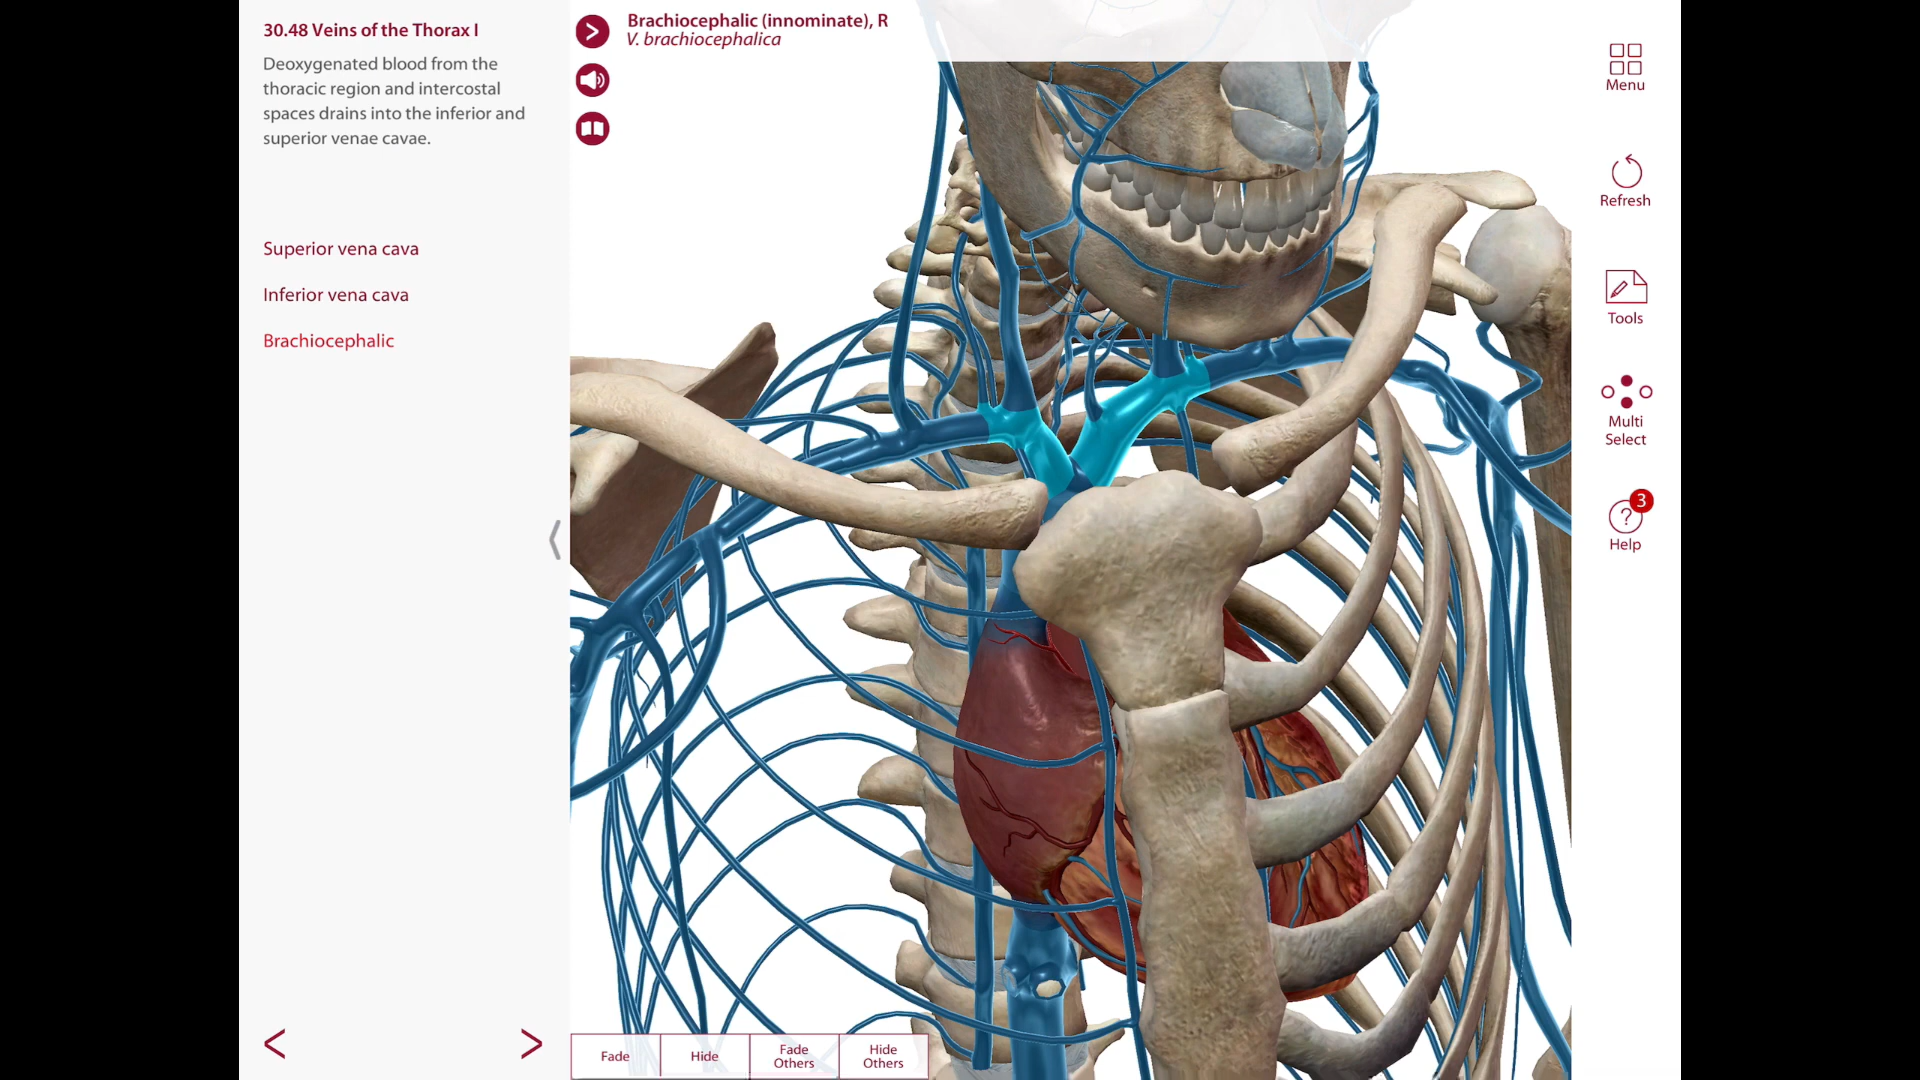 30.48 Veins of the Thorax I
Deoxygenated blood from the
thoracic region and intercostal
spaces drains into the inferior and
superior venae cavae.
Superior vena cava
Inferior vena cava
Brachiocephalic
Brachiocephalic (innominate), R
V. brachiocephalica
Menu
Refresh
Tools
Multi
Select
3
?
Help
Fade
Hide
Fade
Others
Hide
Others